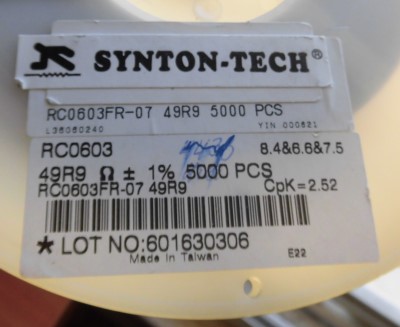 SYNTON-TECH®
RC0603FR-07 49R9 5000 PCS
L36060240 YIN 000621
RC0603 8.4&6.6&7.5
49R9 Ω ± 1% 5000 PCS
RC0603FR-07 49R9 CpK=2.52
* LOT NO:601630306
Made In Taiwan E22